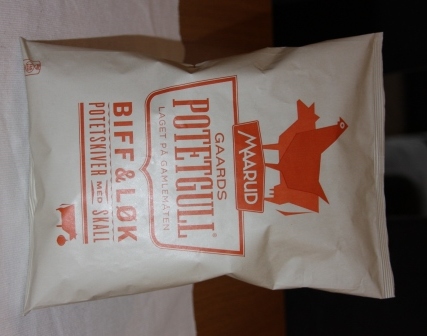 MAARUD
GAARDS
POTETGULL®
LAGET PÅ GAMLEMÅTEN
BIFF & LØK
POTETSKIVER MED SKALL